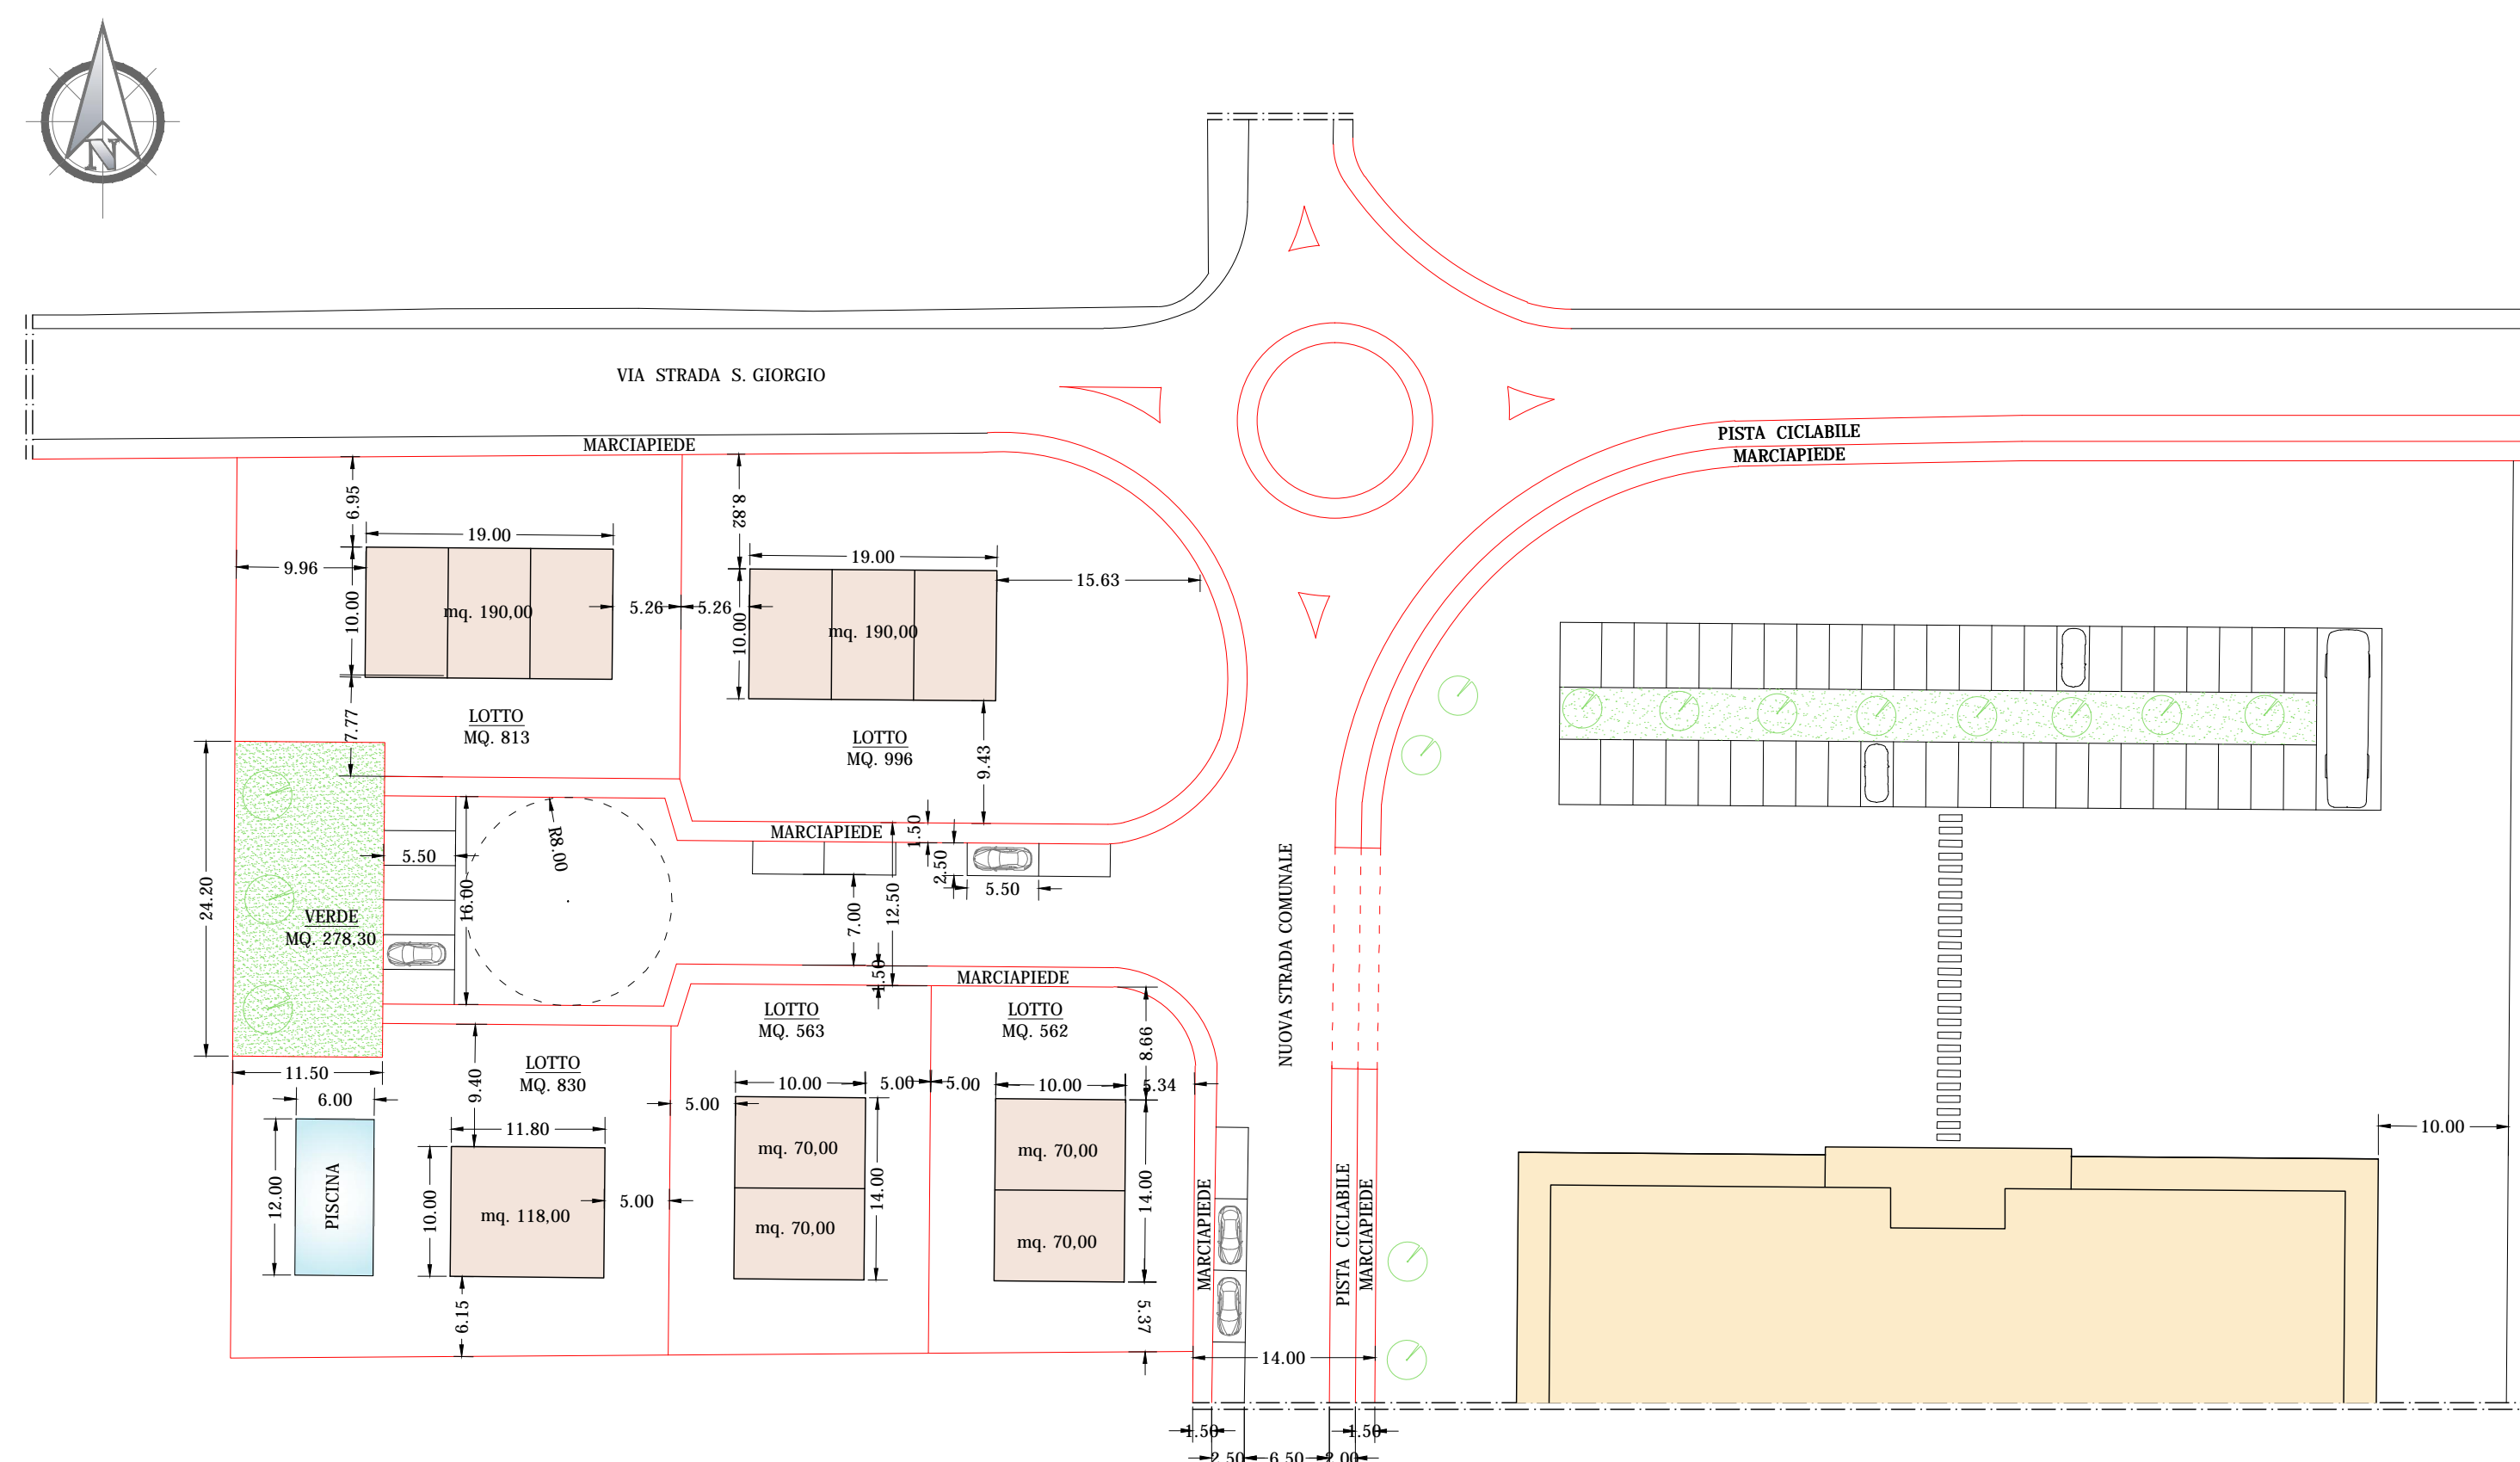 N
VIA STRADA S. GIORGIO
MARCIAPIEDE
PISTA CICLABILE
MARCIAPIEDE
6.95
8.82
19.00
19.00
9.96
15.63
10.00
mq. 190,00
5.26
5.26
10.00
mq. 190,00
7.77
LOTTO
MQ. 813
LOTTO
MQ. 996
9.43
MARCIAPIEDE
1.50
R8.00
5.50
2.50
5.50
24.20
16.00
7.00
12.50
VERDE
MQ. 278,30
NUOVA STRADA COMUNALE
1.50
MARCIAPIEDE
LOTTO
MQ. 563
LOTTO
MQ. 562
8.66
LOTTO
MQ. 830
11.50
9.40
10.00
5.00
5.00
10.00
5.34
6.00
5.00
11.80
10.00
mq. 70,00
mq. 70,00
12.00
PISCINA
10.00
mq. 118,00
5.00
14.00
14.00
mq. 70,00
mq. 70,00
MARCIAPIEDE
PISTA CICLABILE
MARCIAPIEDE
6.15
5.37
14.00
1.50
1.50
2.50
6.50
2.00